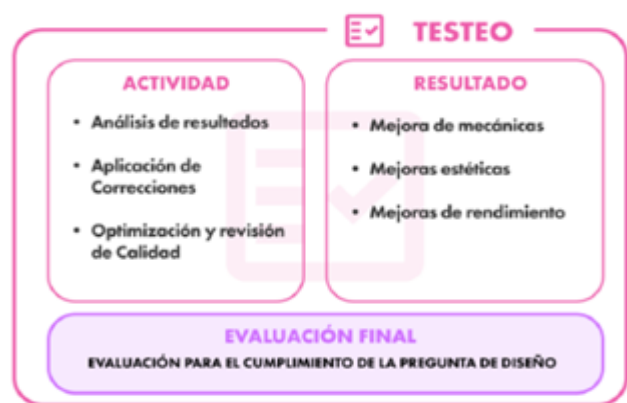 TESTEO
ACTIVIDAD
• Análisis de resultados
• Aplicación de
Correcciones
• Optimización y revisión
de Calidad
RESULTADO
• Mejora de mecánicas
• Mejoras estéticas
• Mejoras de rendimiento
EVALUACIÓN FINAL
EVALUACIÓN PARA EL CUMPLIMIENTO DE LA PREGUNTA DE DISEÑO